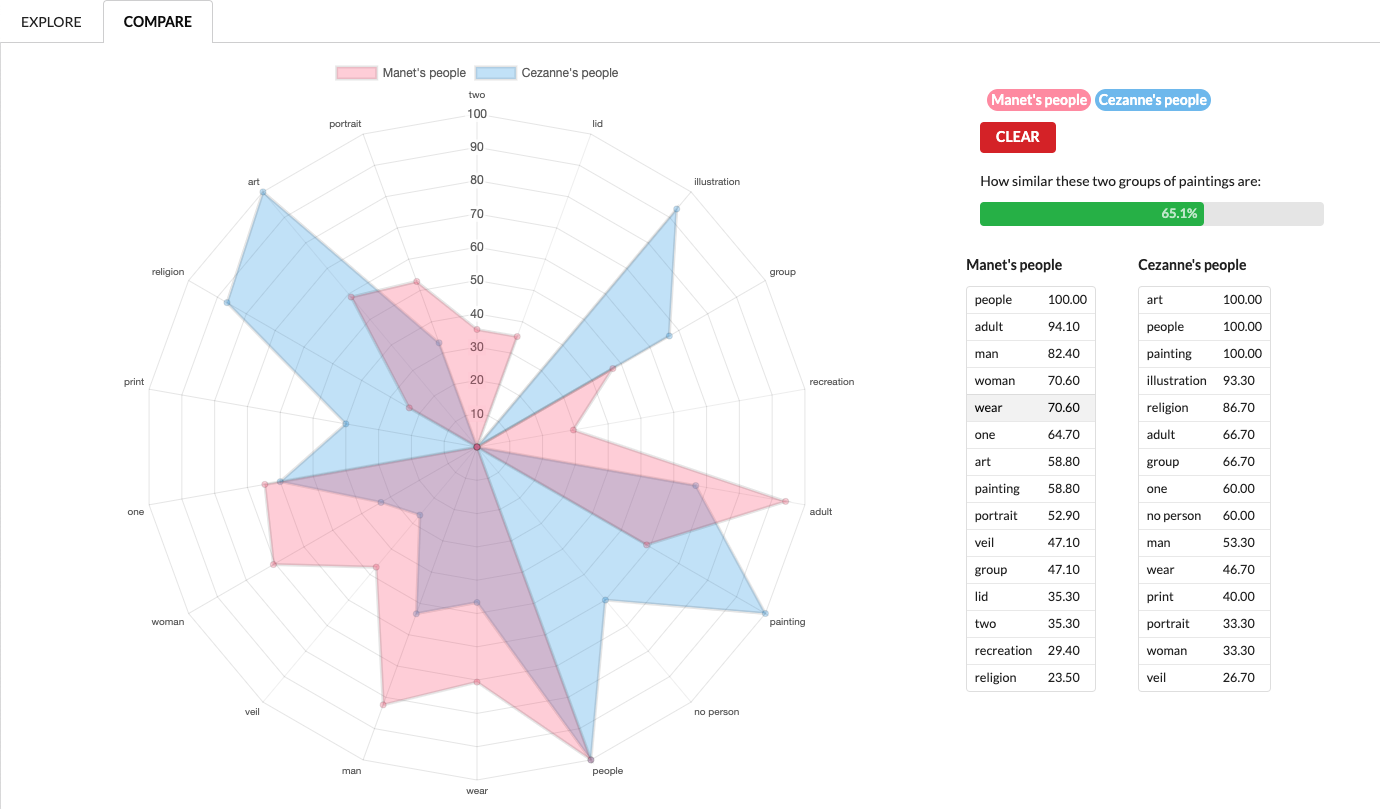 EXPLORE
COMPARE
Manet's people Cezanne's people
two
portrait
lid
art
illustration
religion
group
print
recreation
one
adult
woman
painting
veil
no person
man
people
wear
100
90
80
70
60
50
40
30
20
10
Manet's people Cezanne's people
CLEAR
How similar these two groups of paintings are:
65.1%
Manet's people
people 100.00
adult 94.10
man 82.40
woman 70.60
wear 70.60
one 64.70
art 58.80
painting 58.80
portrait 52.90
veil 47.10
group 47.10
lid 35.30
two 35.30
recreation 29.40
religion 23.50
Cezanne's people
art 100.00
people 100.00
painting 100.00
illustration 93.30
religion 86.70
adult 66.70
group 66.70
one 60.00
no person 60.00
man 53.30
wear 46.70
print 40.00
portrait 33.30
woman 33.30
veil 26.70